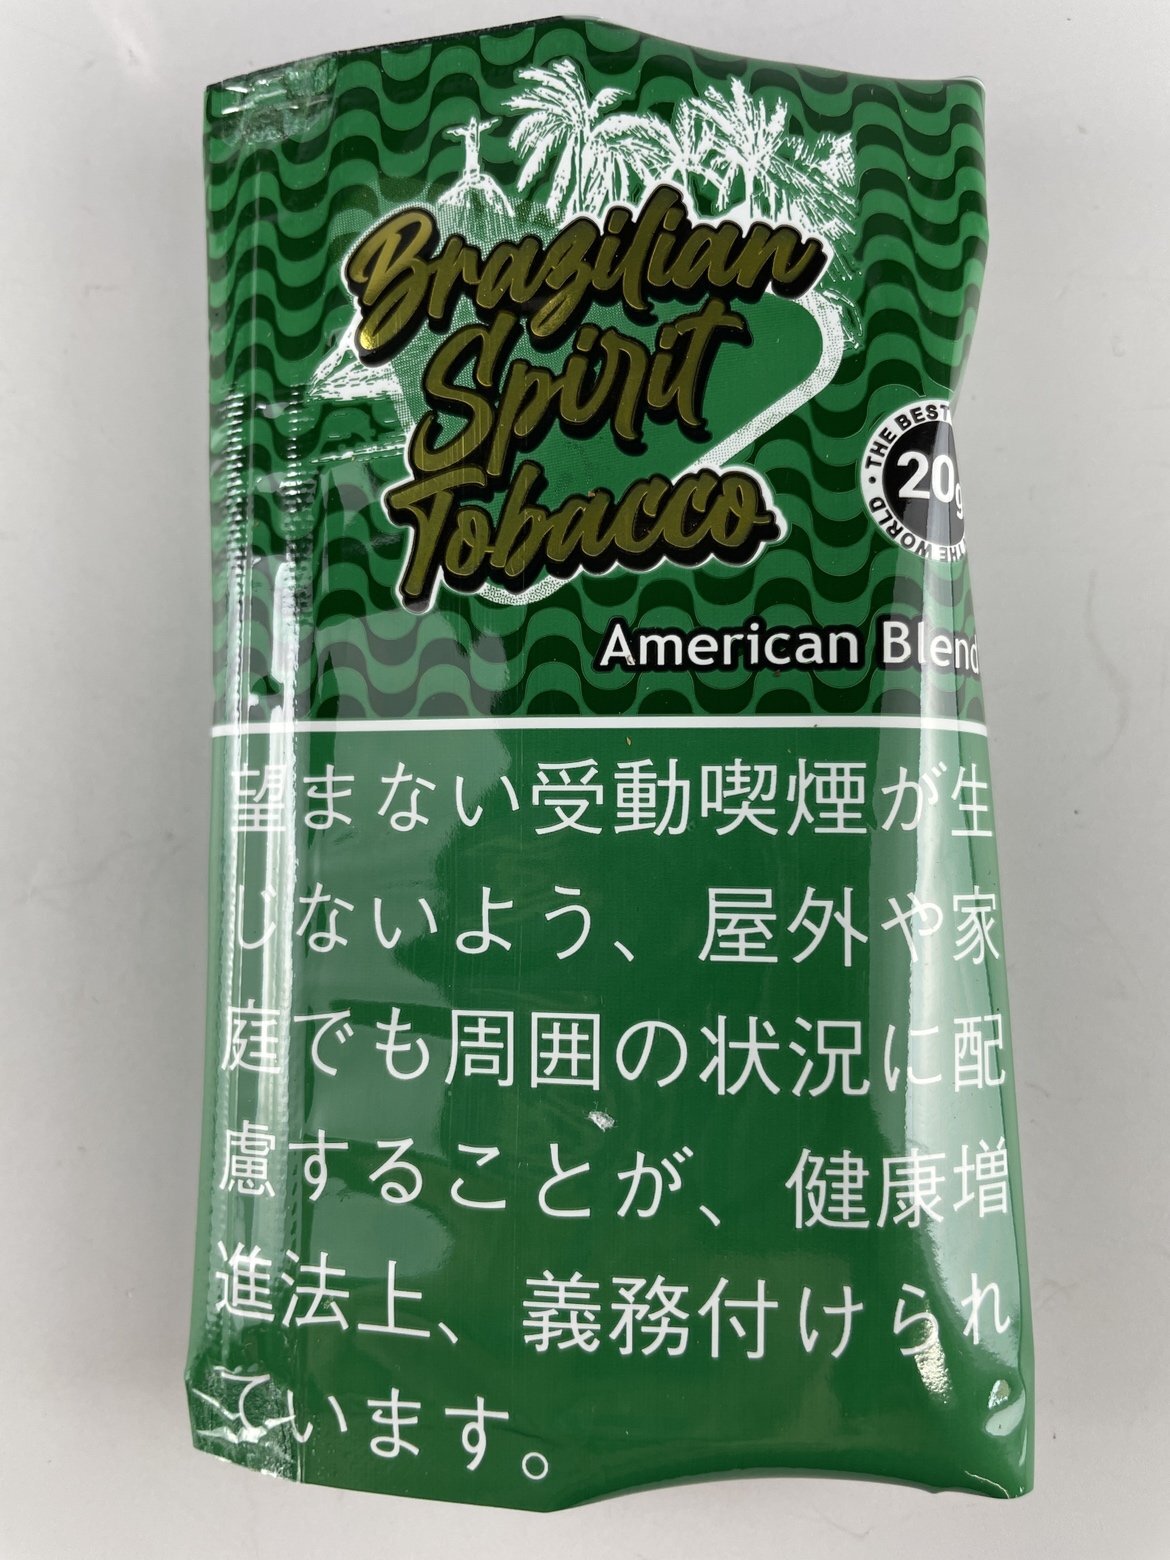 Brazilian
Spirit
Tobacco
THE BEST
20g
THE WORLD
American Blend
望まない受動喫煙が生
じないよう、屋外や家
庭でも周囲の状況に配
慮することが、健康増
進法上、義務付けられ
ています。